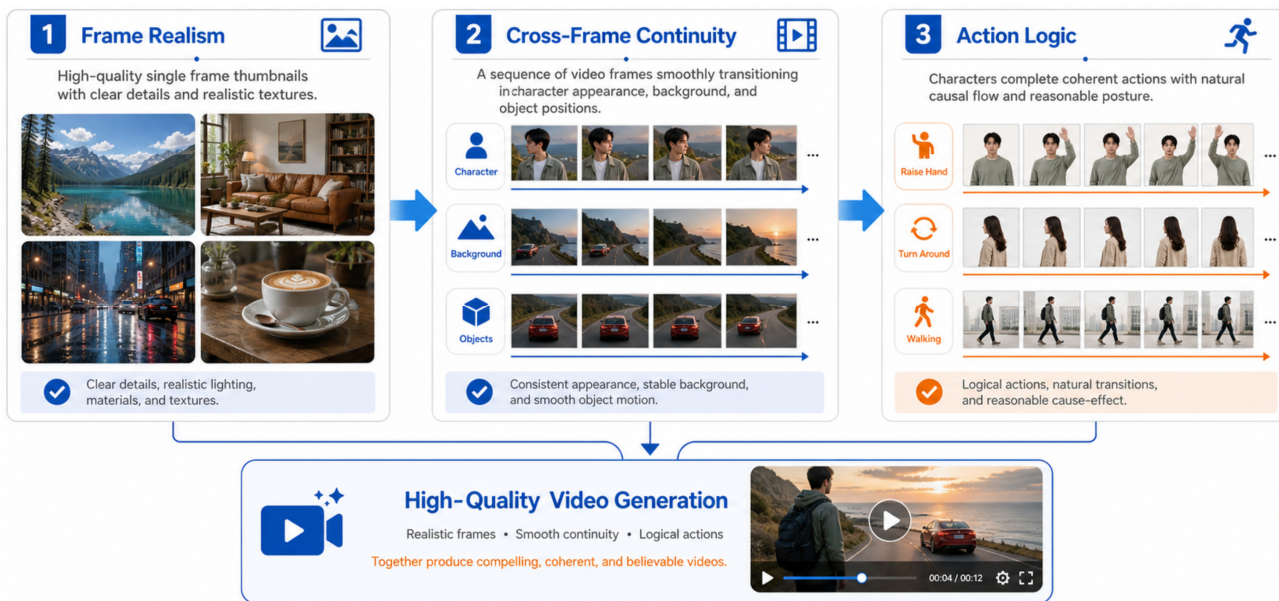 1
Frame Realism
High-quality single frame thumbnails
with clear details and realistic textures.
Clear details, realistic lighting,
materials, and textures.
2
Cross-Frame Continuity
A sequence of video frames smoothly transitioning
in character appearance, background, and
object positions.
Character
...
Background
...
Objects
...
Consistent appearance, stable background,
and smooth object motion.
3
Action Logic
Characters complete coherent actions with natural
causal flow and reasonable posture.
Raise Hand
...
Turn Around
...
Walking
...
Logical actions, natural transitions,
and reasonable cause-effect.
High-Quality Video Generation
Realistic frames • Smooth continuity • Logical actions
Together produce compelling, coherent, and believable videos.
00:04 / 00:12